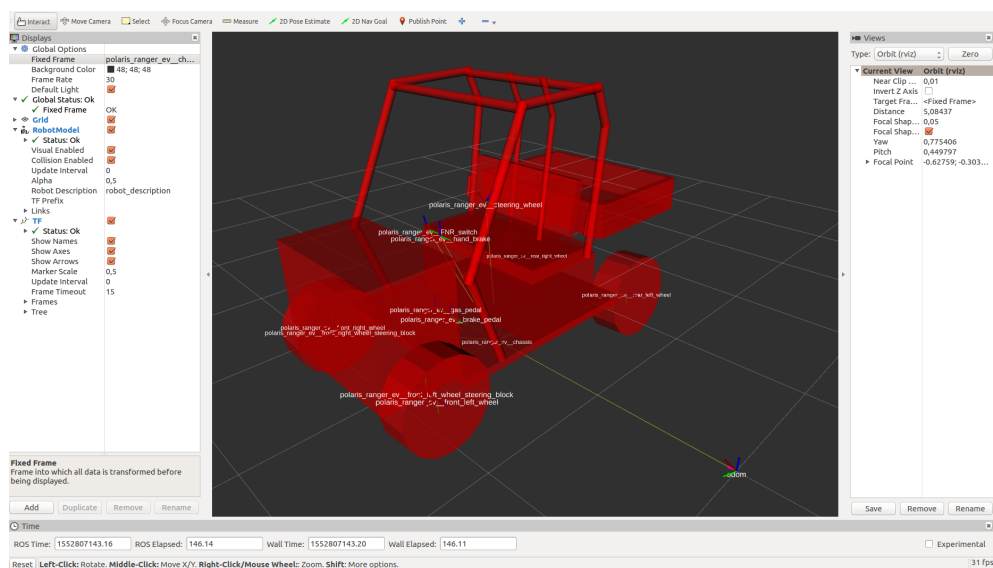 Interact Move Camera Select Focus Camera Measure 2D Pose Estimate 2D Nav Goal Publish Point
Displays
Global Options
Fixed Frame polaris_ranger_ev__ch...
Background Color 48; 48; 48
Frame Rate 30
Default Light
Global Status: Ok
Fixed Frame OK
Grid
RobotModel
Status: Ok
Visual Enabled
Collision Enabled
Update Interval 0
Alpha 0,5
Robot Description robot_description
TF Prefix
Links
TF
Status: Ok
Show Names
Show Axes
Show Arrows
Marker Scale 0,5
Update Interval 0
Frame Timeout 15
Frames
Tree
Fixed Frame
Frame into which all data is transformed before
being displayed.
Add Duplicate Remove Rename
polaris_ranger_ev__steering_wheel
polaris_ranger_ev__FNR_switch
polaris_ranger_ev__hand_brake
polaris_ranger_ev__rear_right_wheel
polaris_ranger_ev__rear_left_wheel
polaris_ranger_ev__gas_pedal
polaris_ranger_ev__brake_pedal
polaris_ranger_ev__front_right_wheel
polaris_ranger_ev__front_right_wheel_steering_block
polaris_ranger_ev__chassis
polaris_ranger_ev__front_left_wheel_steering_block
polaris_ranger_ev__front_left_wheel
odom
Views
Type: Orbit (rviz) Zero
Current View Orbit (rviz)
Near Clip ... 0,01
Invert Z Axis
Target Fra... <Fixed Frame>
Distance 5,08437
Focal Shap... 0,05
Focal Shap...
Yaw 0,775406
Pitch 0,449797
Focal Point -0.62759; -0.303...
Save Remove Rename
Time
ROS Time: 1552807143.16 ROS Elapsed: 146.14 Wall Time: 1552807143.20 Wall Elapsed: 146.11 Experimental
Reset Left-Click: Rotate. Middle-Click: Move X/Y. Right-Click/Mouse Wheel:: Zoom. Shift: More options. 31 fps